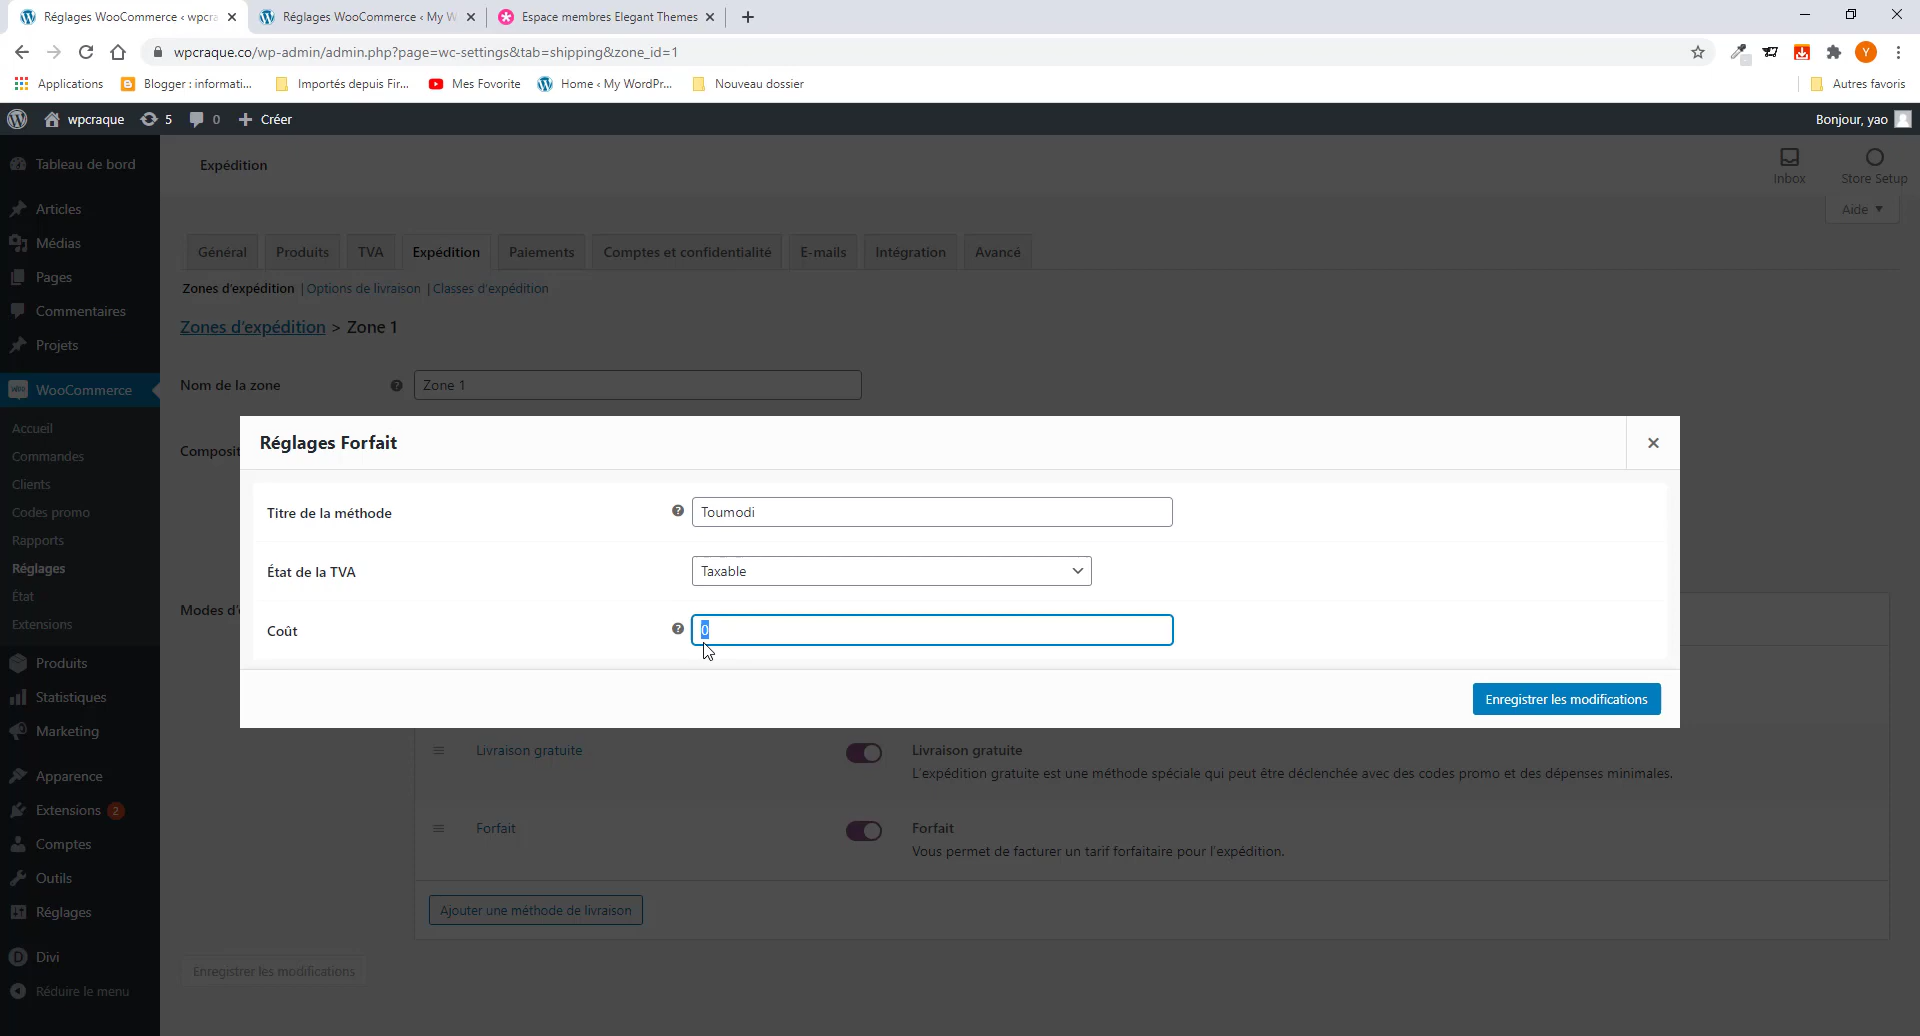 Réglages WooCommerce ‹ wpcra
Réglages WooCommerce ‹ My W
Espace membres Elegant Themes
wpcraque.co/wp-admin/admin.php?page=wc-settings&tab=shipping&zone_id=1
Y
Applications
Blogger : informati...
Importés depuis Fir...
Mes Fovorite
Home ‹ My WordPr...
Nouveau dossier
Autres favoris
wpcraque
5
0
Créer
Bonjour, yao
Tableau de bord
Articles
Médias
Pages
Commentaires
Projets
WooCommerce
Accueil
Commandes
Clients
Codes promo
Rapports
Réglages
État
Extensions
Produits
Statistiques
Marketing
Apparence
Extensions 2
Comptes
Outils
Réglages
Divi
Réduire le menu
Expédition
Inbox
Store Setup
Aide
Général
Produits
TVA
Expédition
Paiements
Comptes et confidentialité
E-mails
Intégration
Avancé
Zones d'expédition | Options de livraison | Classes d'expédition
Zones d'expédition > Zone 1
Nom de la zone
Zone 1
Composit
Modes d'
Réglages Forfait
Titre de la méthode
Toumodi
État de la TVA
Taxable
Coût
0
Enregistrer les modifications
Livraison gratuite
Livraison gratuite
L'expédition gratuite est une méthode spéciale qui peut être déclenchée avec des codes promo et des dépenses minimales.
Forfait
Forfait
Vous permet de facturer un tarif forfaitaire pour l'expédition.
Ajouter une méthode de livraison
Enregistrer les modifications